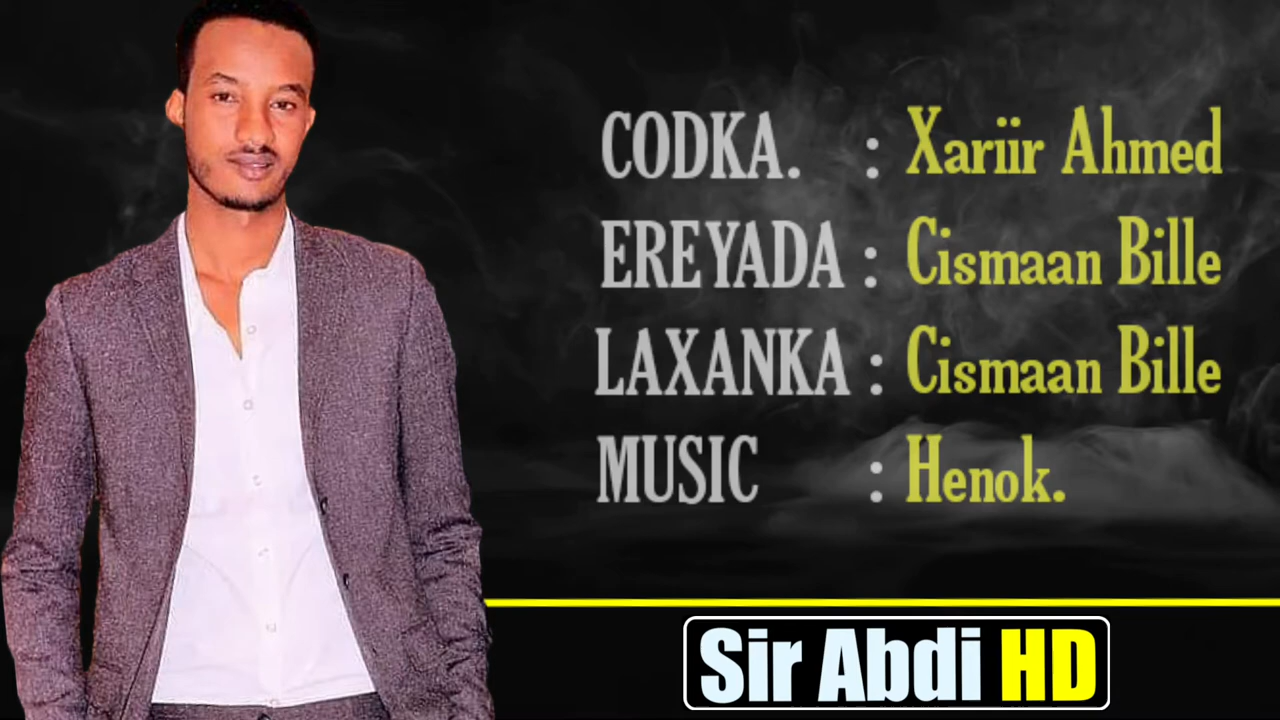 CODKA. : Xariir Ahmed
EREYADA : Cismaan Bille
LAXANKA : Cismaan Bille
MUSIC : Henok.
Sir Abdi HD